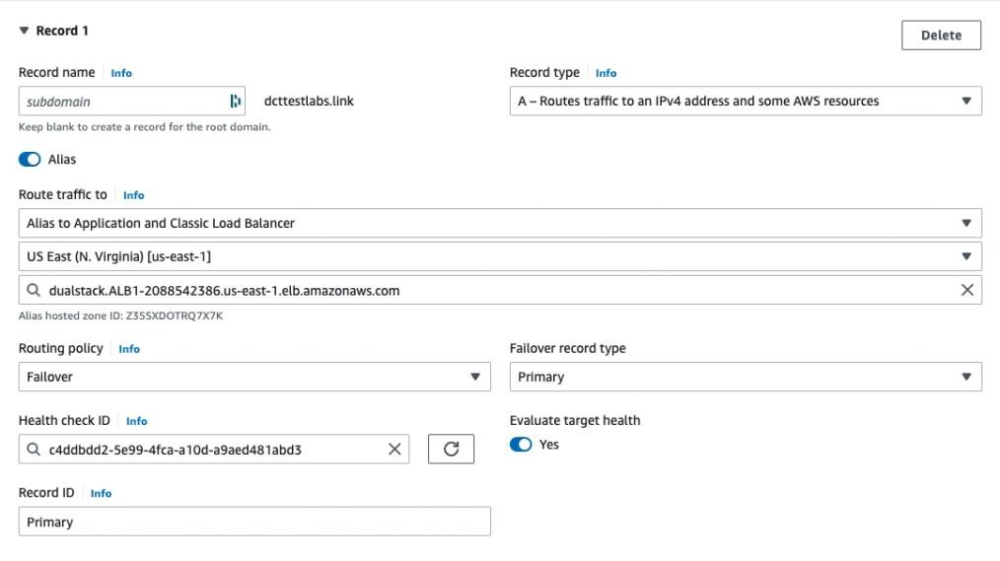 Record 1
Delete
Record name Info
Record type Info
subdomain dcttestlabs.link
A – Routes traffic to an IPv4 address and some AWS resources
Keep blank to create a record for the root domain.
Alias
Route traffic to Info
Alias to Application and Classic Load Balancer
US East (N. Virginia) [us-east-1]
dualstack.ALB1-2088542386.us-east-1.elb.amazonaws.com
Alias hosted zone ID: Z35SXDOTRQ7X7K
Routing policy Info
Failover record type
Failover
Primary
Health check ID Info
Evaluate target health
c4ddbdd2-5e99-4fca-a10d-a9aed481abd3
Yes
Record ID Info
Primary